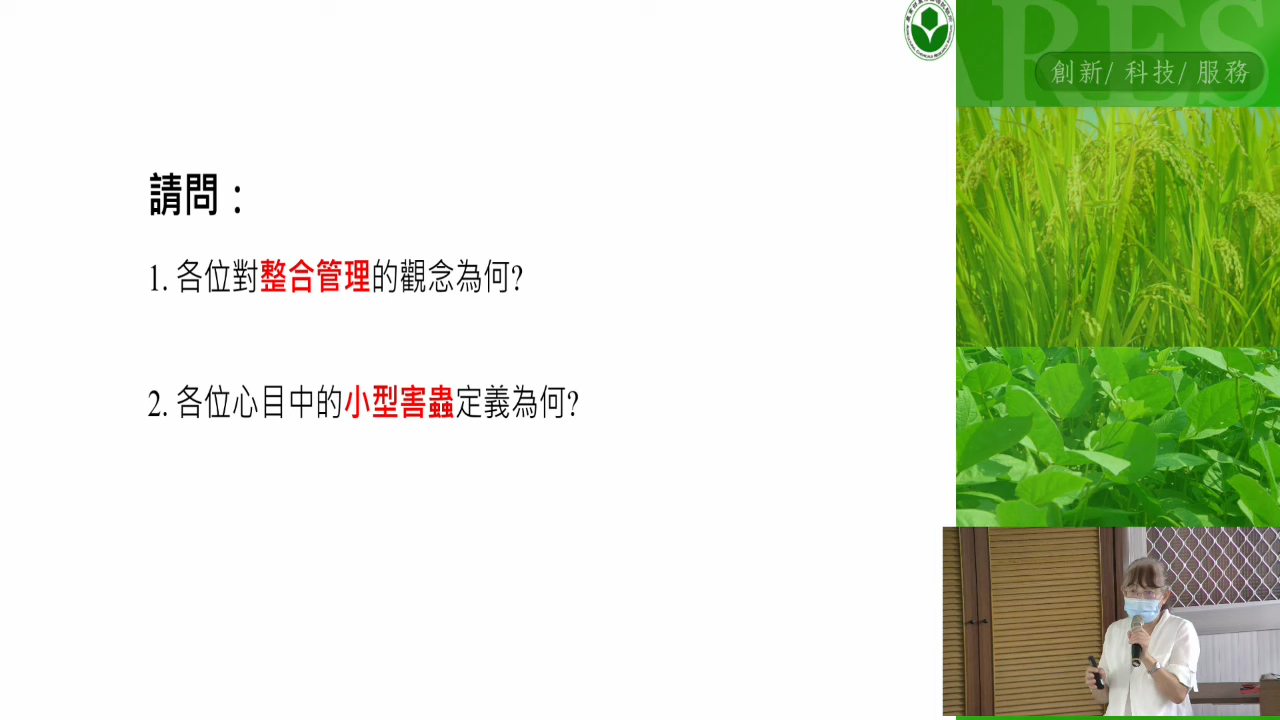 ARES
創新/ 科技/ 服務
請問：
1. 各位對整合管理的觀念為何?
2. 各位心目中的小型害蟲定義為何?